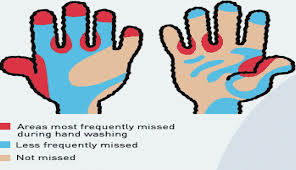 Areas most frequently missed
during hand washing
Less frequently missed
Not missed